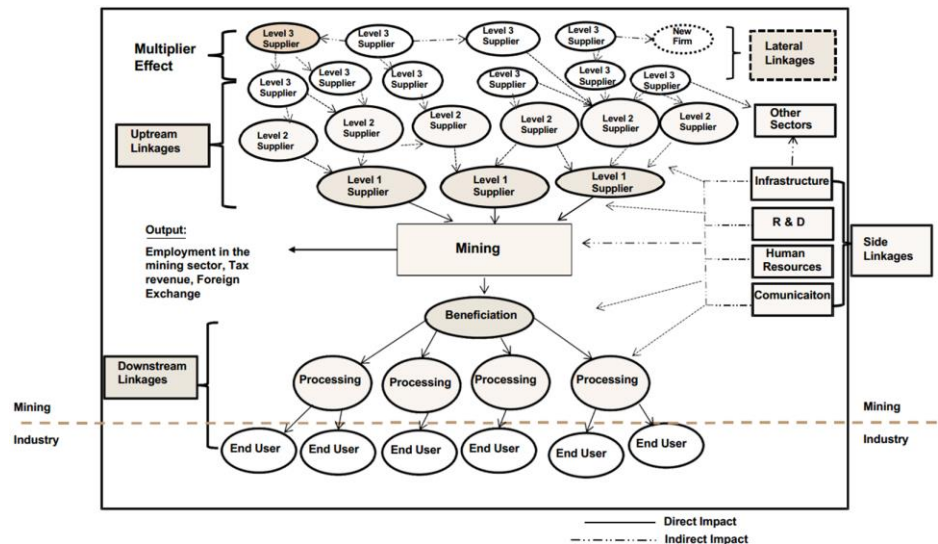 Multiplier
Effect
Level 3
Supplier
Level 3
Supplier
Level 3
Supplier
Level 3
Supplier
New
Firm
Lateral
Linkages
Level 3
Supplier
Level 3
Supplier
Level 3
Supplier
Level 3
Supplier
Level 3
Supplier
Level 3
Supplier
Uptream
Linkages
Level 2
Supplier
Level 2
Supplier
Level 2
Supplier
Level 2
Supplier
Level 2
Supplier
Level 2
Supplier
Other
Sectors
Level 1
Supplier
Level 1
Supplier
Level 1
Supplier
Infrastructure
R & D
Human
Resources
Comunicaiton
Side
Linkages
Output:
Employment in the
mining sector, Tax
revenue, Foreign
Exchange
Mining
Beneficiation
Downstream
Linkages
Processing
Processing
Processing
Processing
Mining
Mining
Industry
Industry
End User
End User
End User
End User
End User
End User
Direct Impact
Indirect Impact